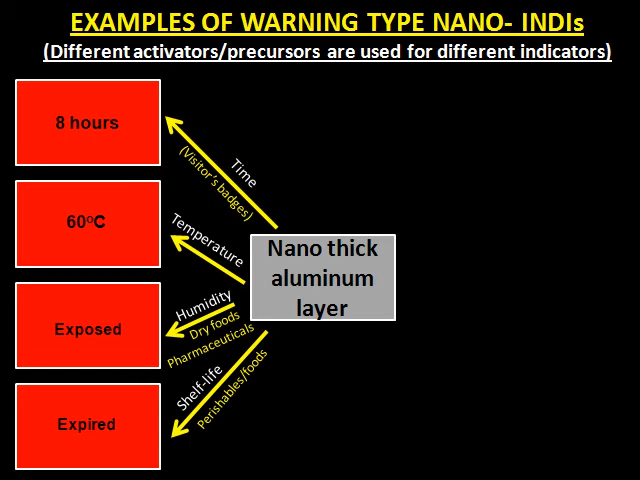 EXAMPLES OF WARNING TYPE NANO- INDIs
(Different activators/precursors are used for different indicators)
8 hours
Time
(Visitor's badges)
60°C
Temperature
Nano thick
aluminum
layer
Exposed
Humidity
Dry foods
Pharmaceuticals
Shelf-life
Perishables/foods
Expired